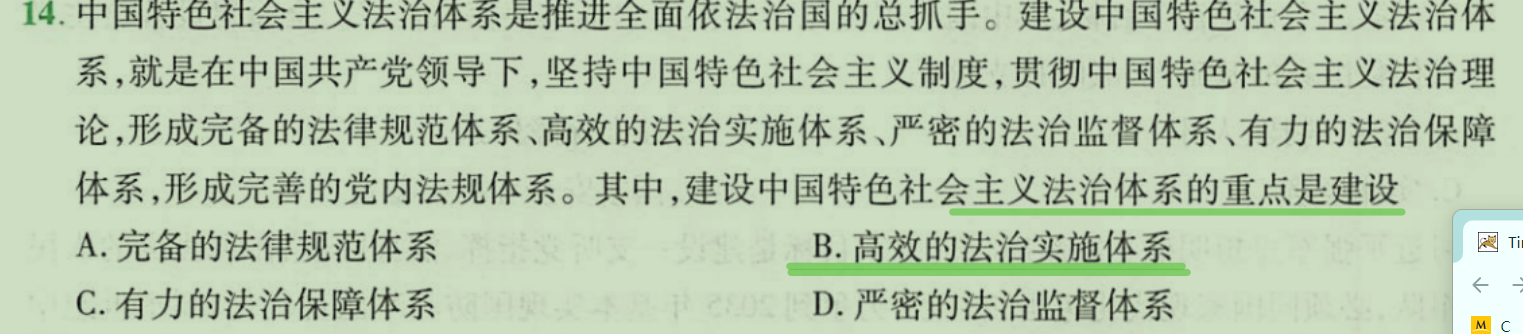 14. 中国特色社会主义法治体系是推进全面依法治国的总抓手。建设中国特色社会主义法治体
系,就是在中国共产党领导下,坚持中国特色社会主义制度,贯彻中国特色社会主义法治理
论,形成完备的法律规范体系、高效的法治实施体系、严密的法治监督体系、有力的法治保障
体系,形成完善的党内法规体系。其中,建设中国特色社会主义法治体系的重点是建设
A. 完备的法律规范体系 B. 高效的法治实施体系
C. 有力的法治保障体系 D. 严密的法治监督体系
Ti
M C